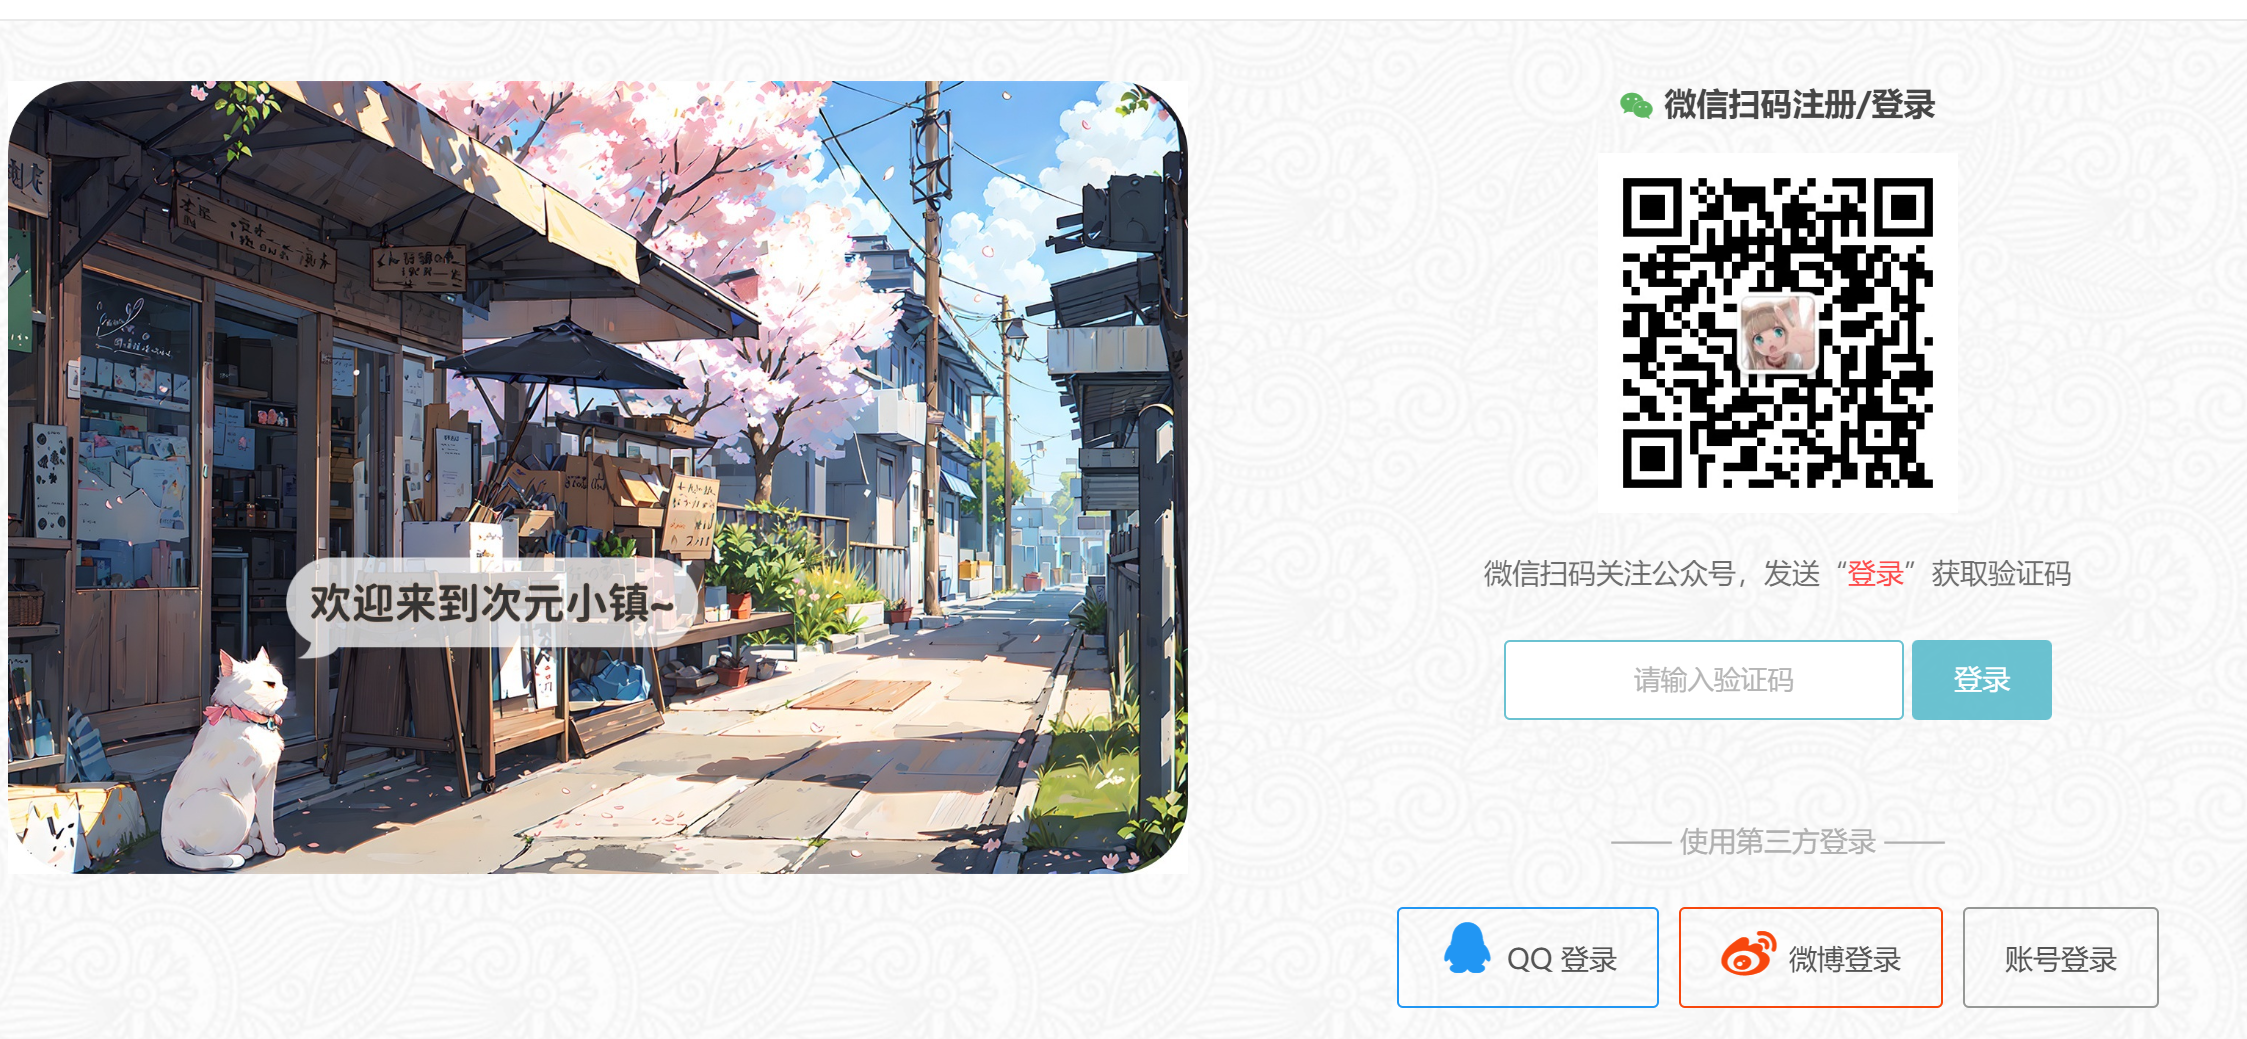 欢迎来到次元小镇~
微信扫码注册/登录
微信扫码关注公众号，发送“登录”获取验证码
请输入验证码
登录
—— 使用第三方登录 ——
QQ 登录
微博登录
账号登录